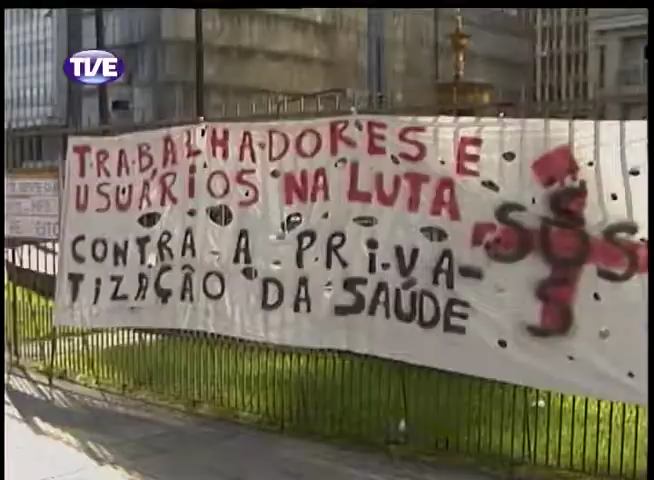 TVE
TRABALHADORES E
USUÁRIOS NA LUTA
CONTRA A PRIVA-
TIZAÇÃO DA SAÚDE
S
SOS
S